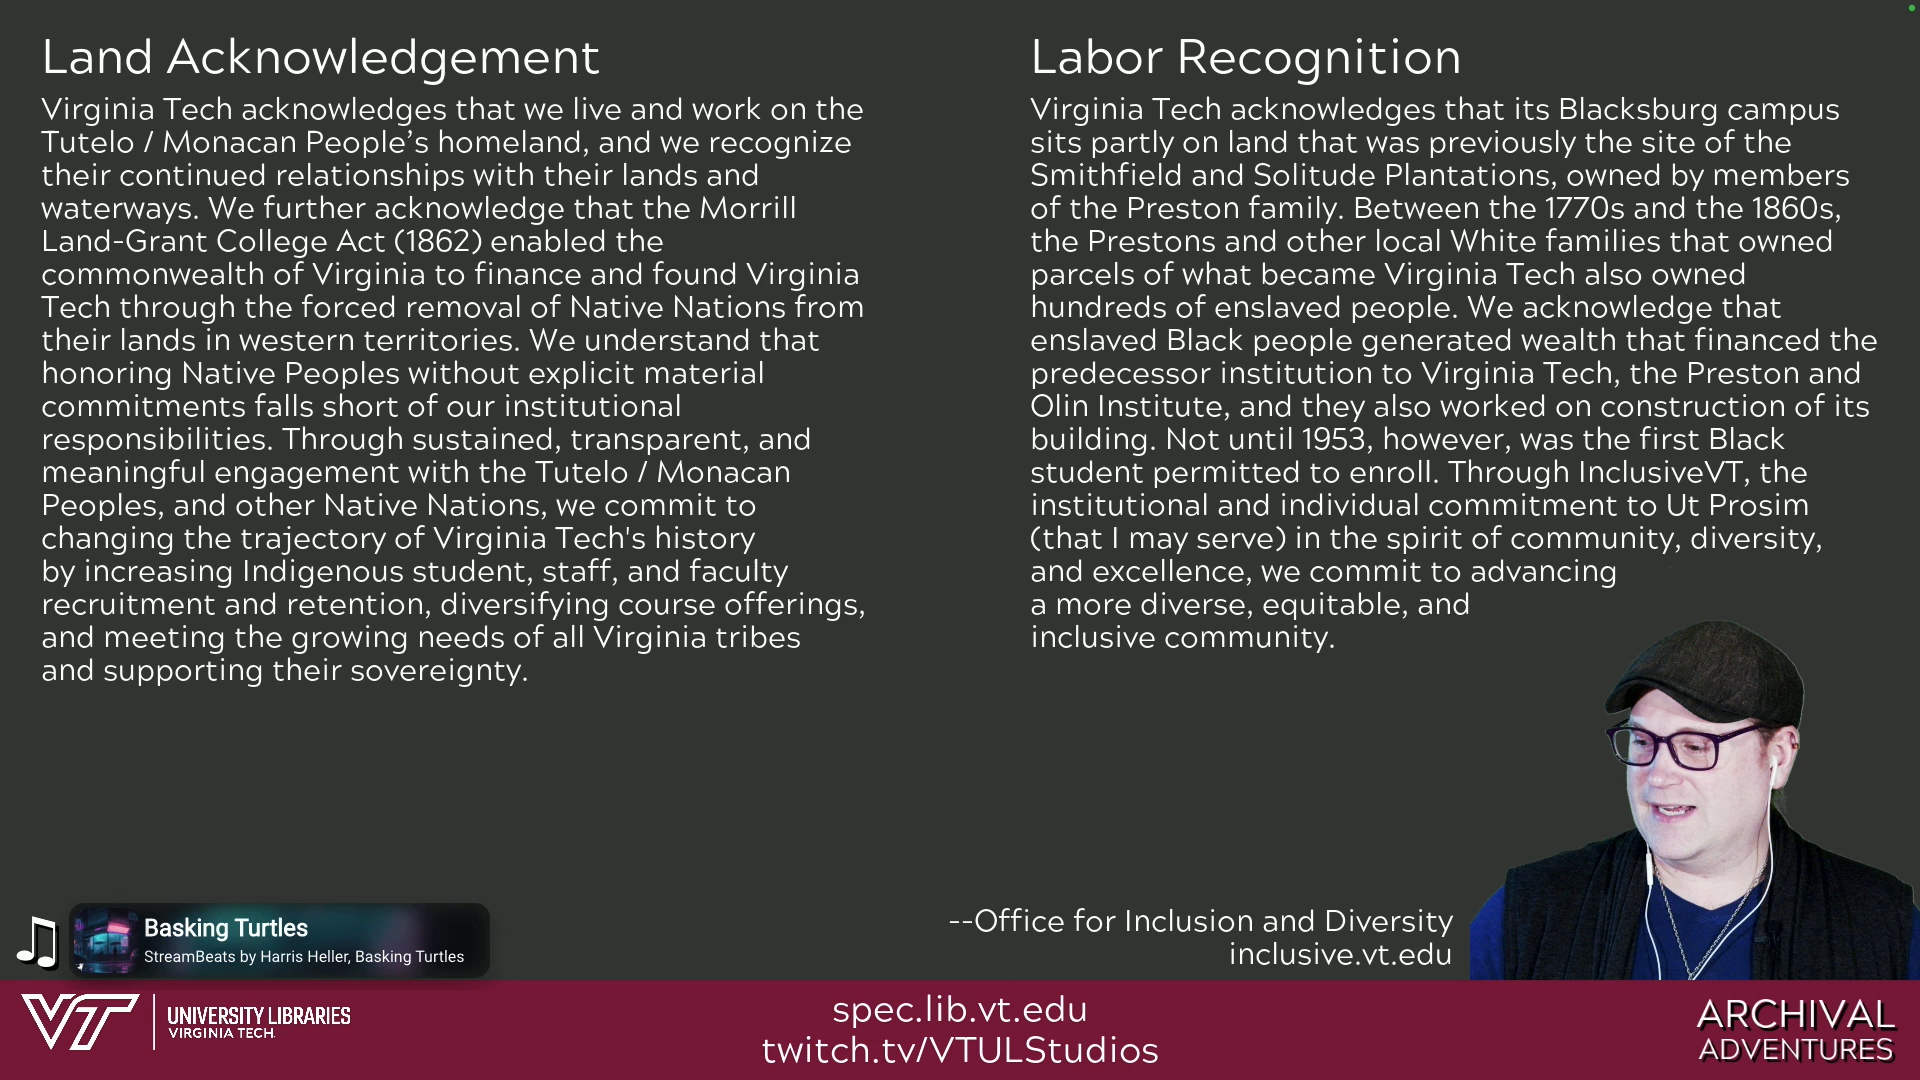 Land Acknowledgement
Virginia Tech acknowledges that we live and work on the
Tutelo / Monacan People’s homeland, and we recognize
their continued relationships with their lands and
waterways. We further acknowledge that the Morrill
Land-Grant College Act (1862) enabled the
commonwealth of Virginia to finance and found Virginia
Tech through the forced removal of Native Nations from
their lands in western territories. We understand that
honoring Native Peoples without explicit material
commitments falls short of our institutional
responsibilities. Through sustained, transparent, and
meaningful engagement with the Tutelo / Monacan
Peoples, and other Native Nations, we commit to
changing the trajectory of Virginia Tech's history
by increasing Indigenous student, staff, and faculty
recruitment and retention, diversifying course offerings,
and meeting the growing needs of all Virginia tribes
and supporting their sovereignty.
Labor Recognition
Virginia Tech acknowledges that its Blacksburg campus
sits partly on land that was previously the site of the
Smithfield and Solitude Plantations, owned by members
of the Preston family. Between the 1770s and the 1860s,
the Prestons and other local White families that owned
parcels of what became Virginia Tech also owned
hundreds of enslaved people. We acknowledge that
enslaved Black people generated wealth that financed the
predecessor institution to Virginia Tech, the Preston and
Olin Institute, and they also worked on construction of its
building. Not until 1953, however, was the first Black
student permitted to enroll. Through InclusiveVT, the
institutional and individual commitment to Ut Prosim
(that I may serve) in the spirit of community, diversity,
and excellence, we commit to advancing
a more diverse, equitable, and
inclusive community.
--Office for Inclusion and Diversity
inclusive.vt.edu
Basking Turtles
StreamBeats by Harris Heller, Basking Turtles
VT
UNIVERSITY LIBRARIES
VIRGINIA TECH.
spec.lib.vt.edu
twitch.tv/VTULStudios
ARCHIVAL
ADVENTURES